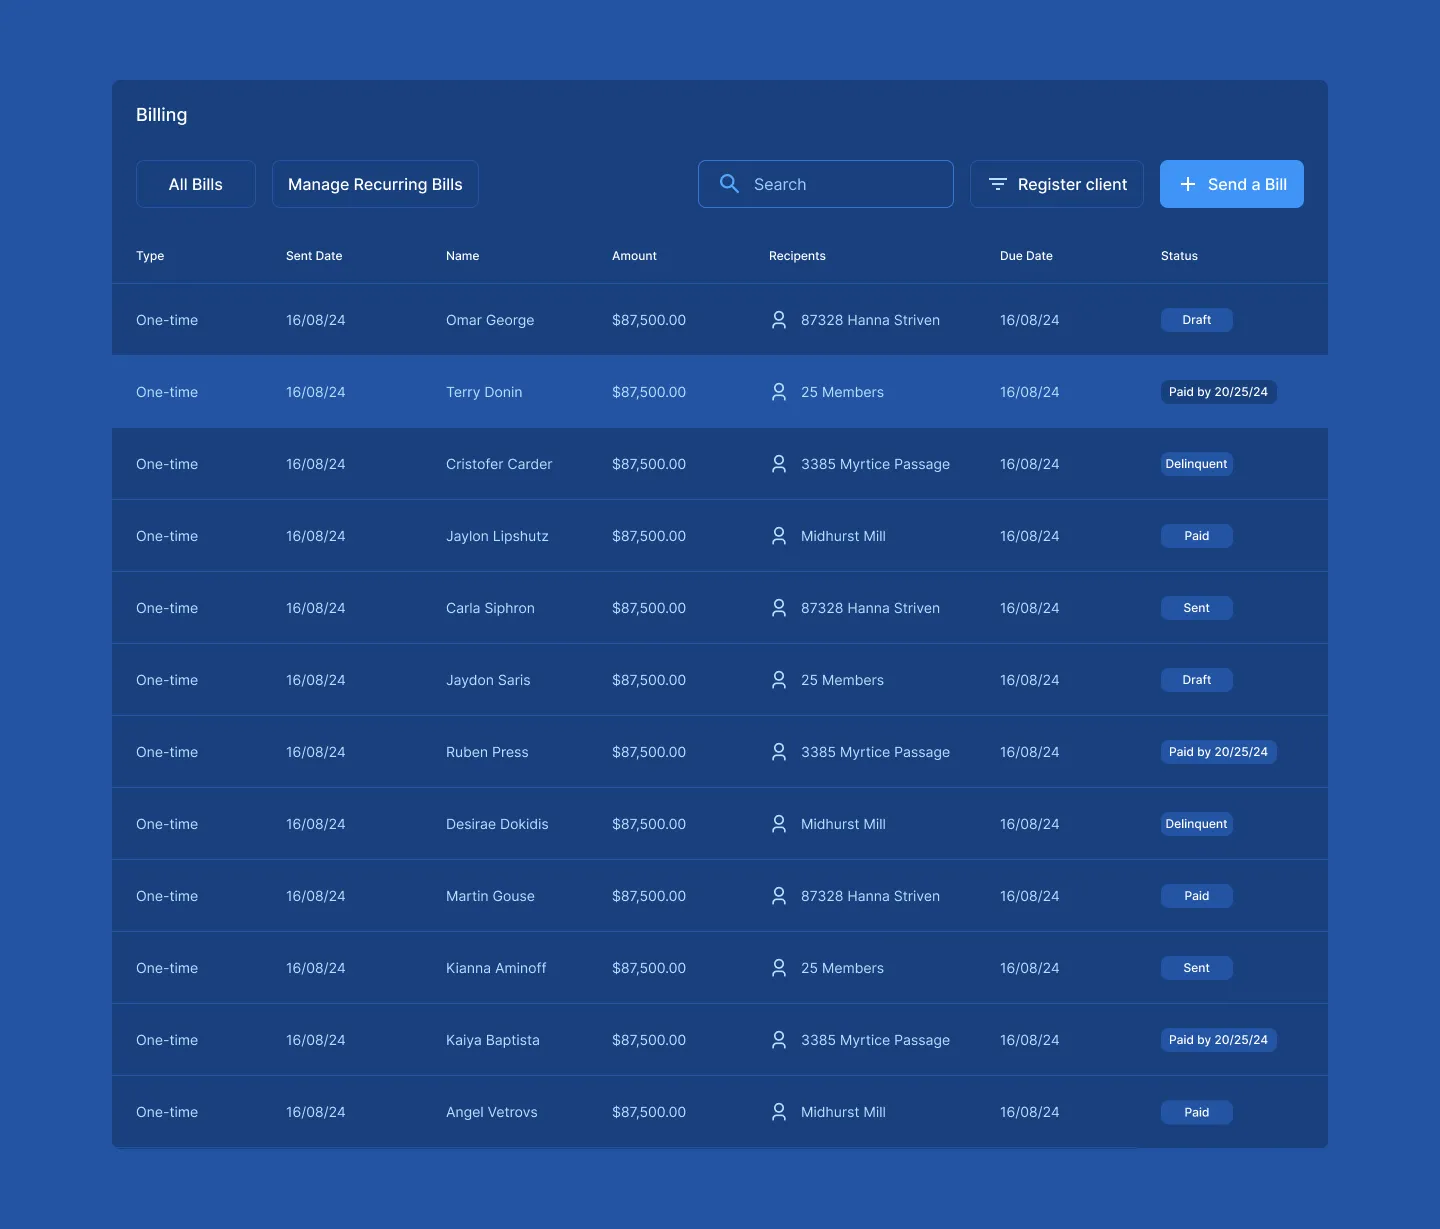 Billing
All Bills Manage Recurring Bills Search Register client Send a Bill
Type Sent Date Name Amount Recipents Due Date Status
One-time 16/08/24 Omar George $87,500.00 87328 Hanna Striven 16/08/24 Draft
One-time 16/08/24 Terry Donin $87,500.00 25 Members 16/08/24 Paid by 20/25/24
One-time 16/08/24 Cristofer Carder $87,500.00 3385 Myrtice Passage 16/08/24 Delinquent
One-time 16/08/24 Jaylon Lipshutz $87,500.00 Midhurst Mill 16/08/24 Paid
One-time 16/08/24 Carla Siphron $87,500.00 87328 Hanna Striven 16/08/24 Sent
One-time 16/08/24 Jaydon Saris $87,500.00 25 Members 16/08/24 Draft
One-time 16/08/24 Ruben Press $87,500.00 3385 Myrtice Passage 16/08/24 Paid by 20/25/24
One-time 16/08/24 Desirae Dokidis $87,500.00 Midhurst Mill 16/08/24 Delinquent
One-time 16/08/24 Martin Gouse $87,500.00 87328 Hanna Striven 16/08/24 Paid
One-time 16/08/24 Kianna Aminoff $87,500.00 25 Members 16/08/24 Sent
One-time 16/08/24 Kaiya Baptista $87,500.00 3385 Myrtice Passage 16/08/24 Paid by 20/25/24
One-time 16/08/24 Angel Vetrovs $87,500.00 Midhurst Mill 16/08/24 Paid